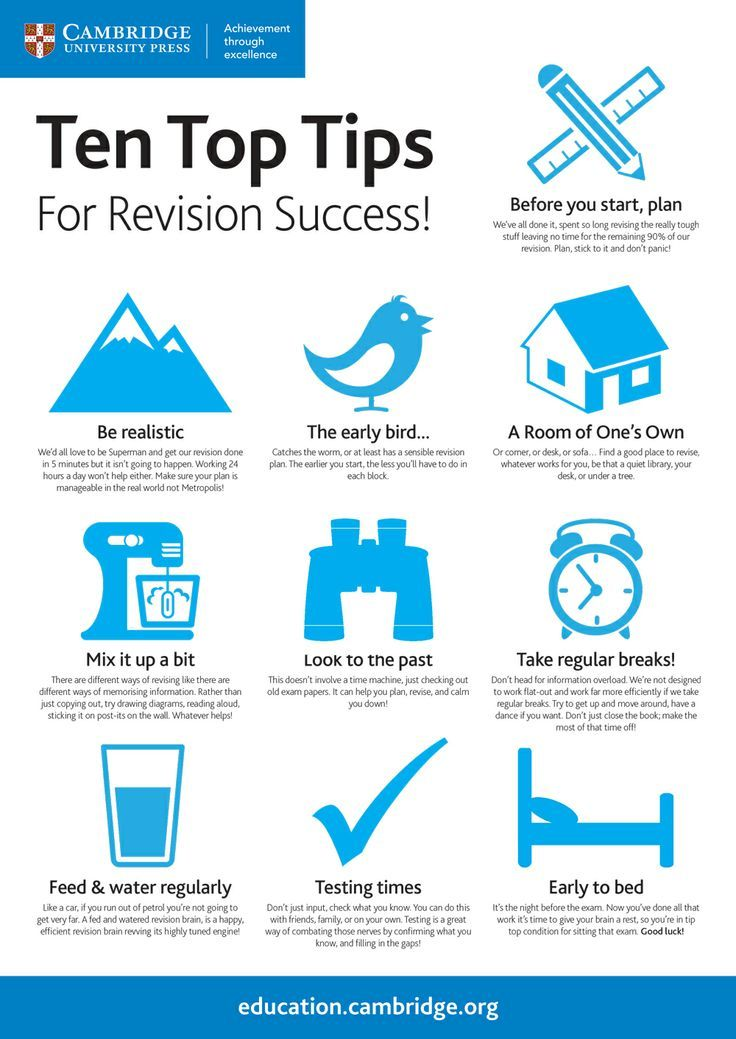 CAMBRIDGE
UNIVERSITY PRESS
Achievement
through
excellence
Ten Top Tips
For Revision Success!
Before you start, plan
We've all done it, spent so long revising the really tough
stuff leaving no time for the remaining 90% of our
revision. Plan, stick to it and don't panic!
Be realistic
We'd all love to be Superman and get our revision done
in 5 minutes but it isn't going to happen. Working 24
hours a day won't help either. Make sure your plan is
manageable in the real world not Metropolis!
The early bird...
Catches the worm, or at least has a sensible revision
plan. The earlier you start, the less you'll have to do in
each block.
A Room of One's Own
Or corner, or desk, or sofa... Find a good place to revise,
whatever works for you, be that a quiet library, your
desk, or under a tree.
Mix it up a bit
There are different ways of revising like there are
different ways of memorising information. Rather than
just copying out, try drawing diagrams, reading aloud,
sticking it on post-its on the wall. Whatever helps!
Look to the past
This doesn't involve a time machine, just checking out
old exam papers. It can help you plan, revise, and calm
you down!
Take regular breaks!
Don't head for information overload. We're not designed
to work flat-out and work far more efficiently if we take
regular breaks. Try to get up and move around, have a
dance if you want. Don't just close the book; make the
most of that time off!
Feed & water regularly
Like a car, if you run out of petrol you're not going to
get very far. A fed and watered revision brain, is a happy,
efficient revision brain revving its highly tuned engine!
Testing times
Don't just input, check what you know. You can do this
with friends, family, or on your own. Testing is a great
way of combating those nerves by confirming what you
know, and filling in the gaps!
Early to bed
It's the night before the exam. Now you've done all that
work it's time to give your brain a rest, so you're in tip
top condition for sitting that exam. Good luck!
education.cambridge.org